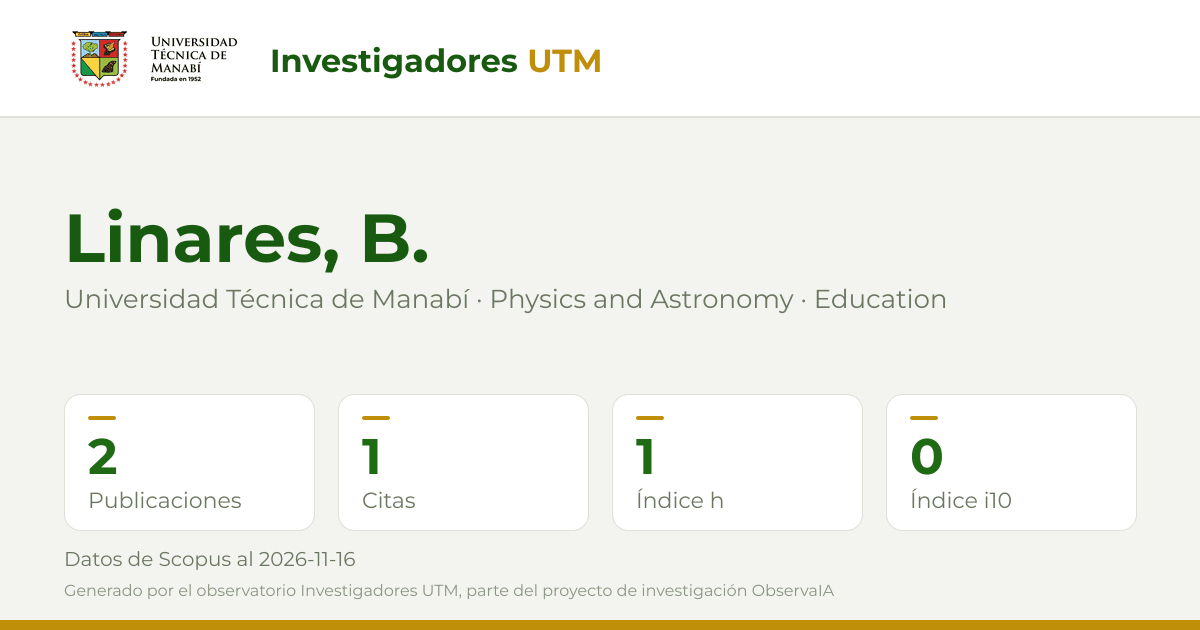 UNIVERSIDAD
TÉCNICA DE
MANABÍ
Fundada en 1952
Investigadores UTM
Linares, B.
Universidad Técnica de Manabí · Physics and Astronomy · Education
2
Publicaciones
1
Citas
1
Índice h
0
Índice i10
Datos de Scopus al 2026-11-16
Generado por el observatorio Investigadores UTM, parte del proyecto de investigación ObservaIA